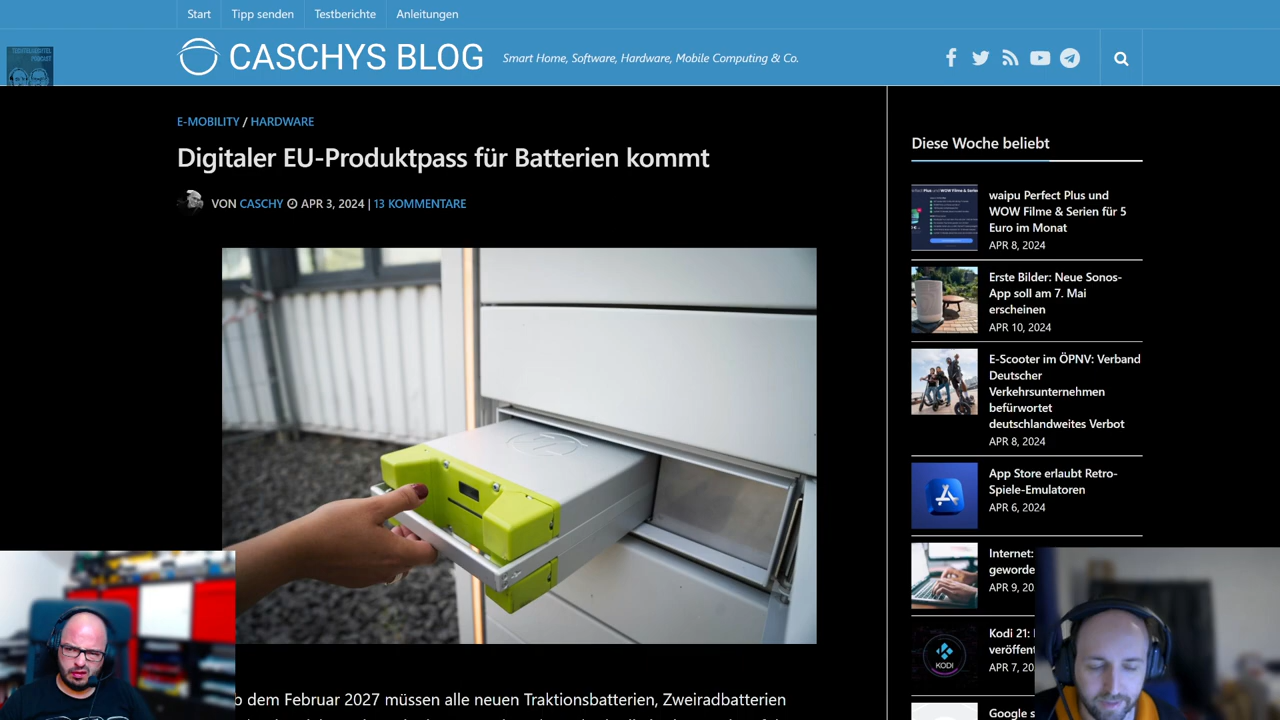 Start
Tipp senden
Testberichte
Anleitungen
CASCHYS BLOG
Smart Home, Software, Hardware, Mobile Computing & Co.
E-MOBILITY / HARDWARE
Digitaler EU-Produktpass für Batterien kommt
VON CASCHY APR 3, 2024 | 13 KOMMENTARE
dem Februar 2027 müssen alle neuen Traktionsbatterien, Zweiradbatterien
Diese Woche beliebt
waipu Perfect Plus und
WOW Filme & Serien für 5
Euro im Monat
APR 8, 2024
Erste Bilder: Neue Sonos-
App soll am 7. Mai
erscheinen
APR 10, 2024
E-Scooter im ÖPNV: Verband
Deutscher
Verkehrsunternehmen
befürwortet
deutschlandweites Verbot
APR 8, 2024
App Store erlaubt Retro-
Spiele-Emulatoren
APR 6, 2024
Internet:
geworde
APR 9, 20
KODI
Kodi 21:
veröffent
APR 7, 20
Google s